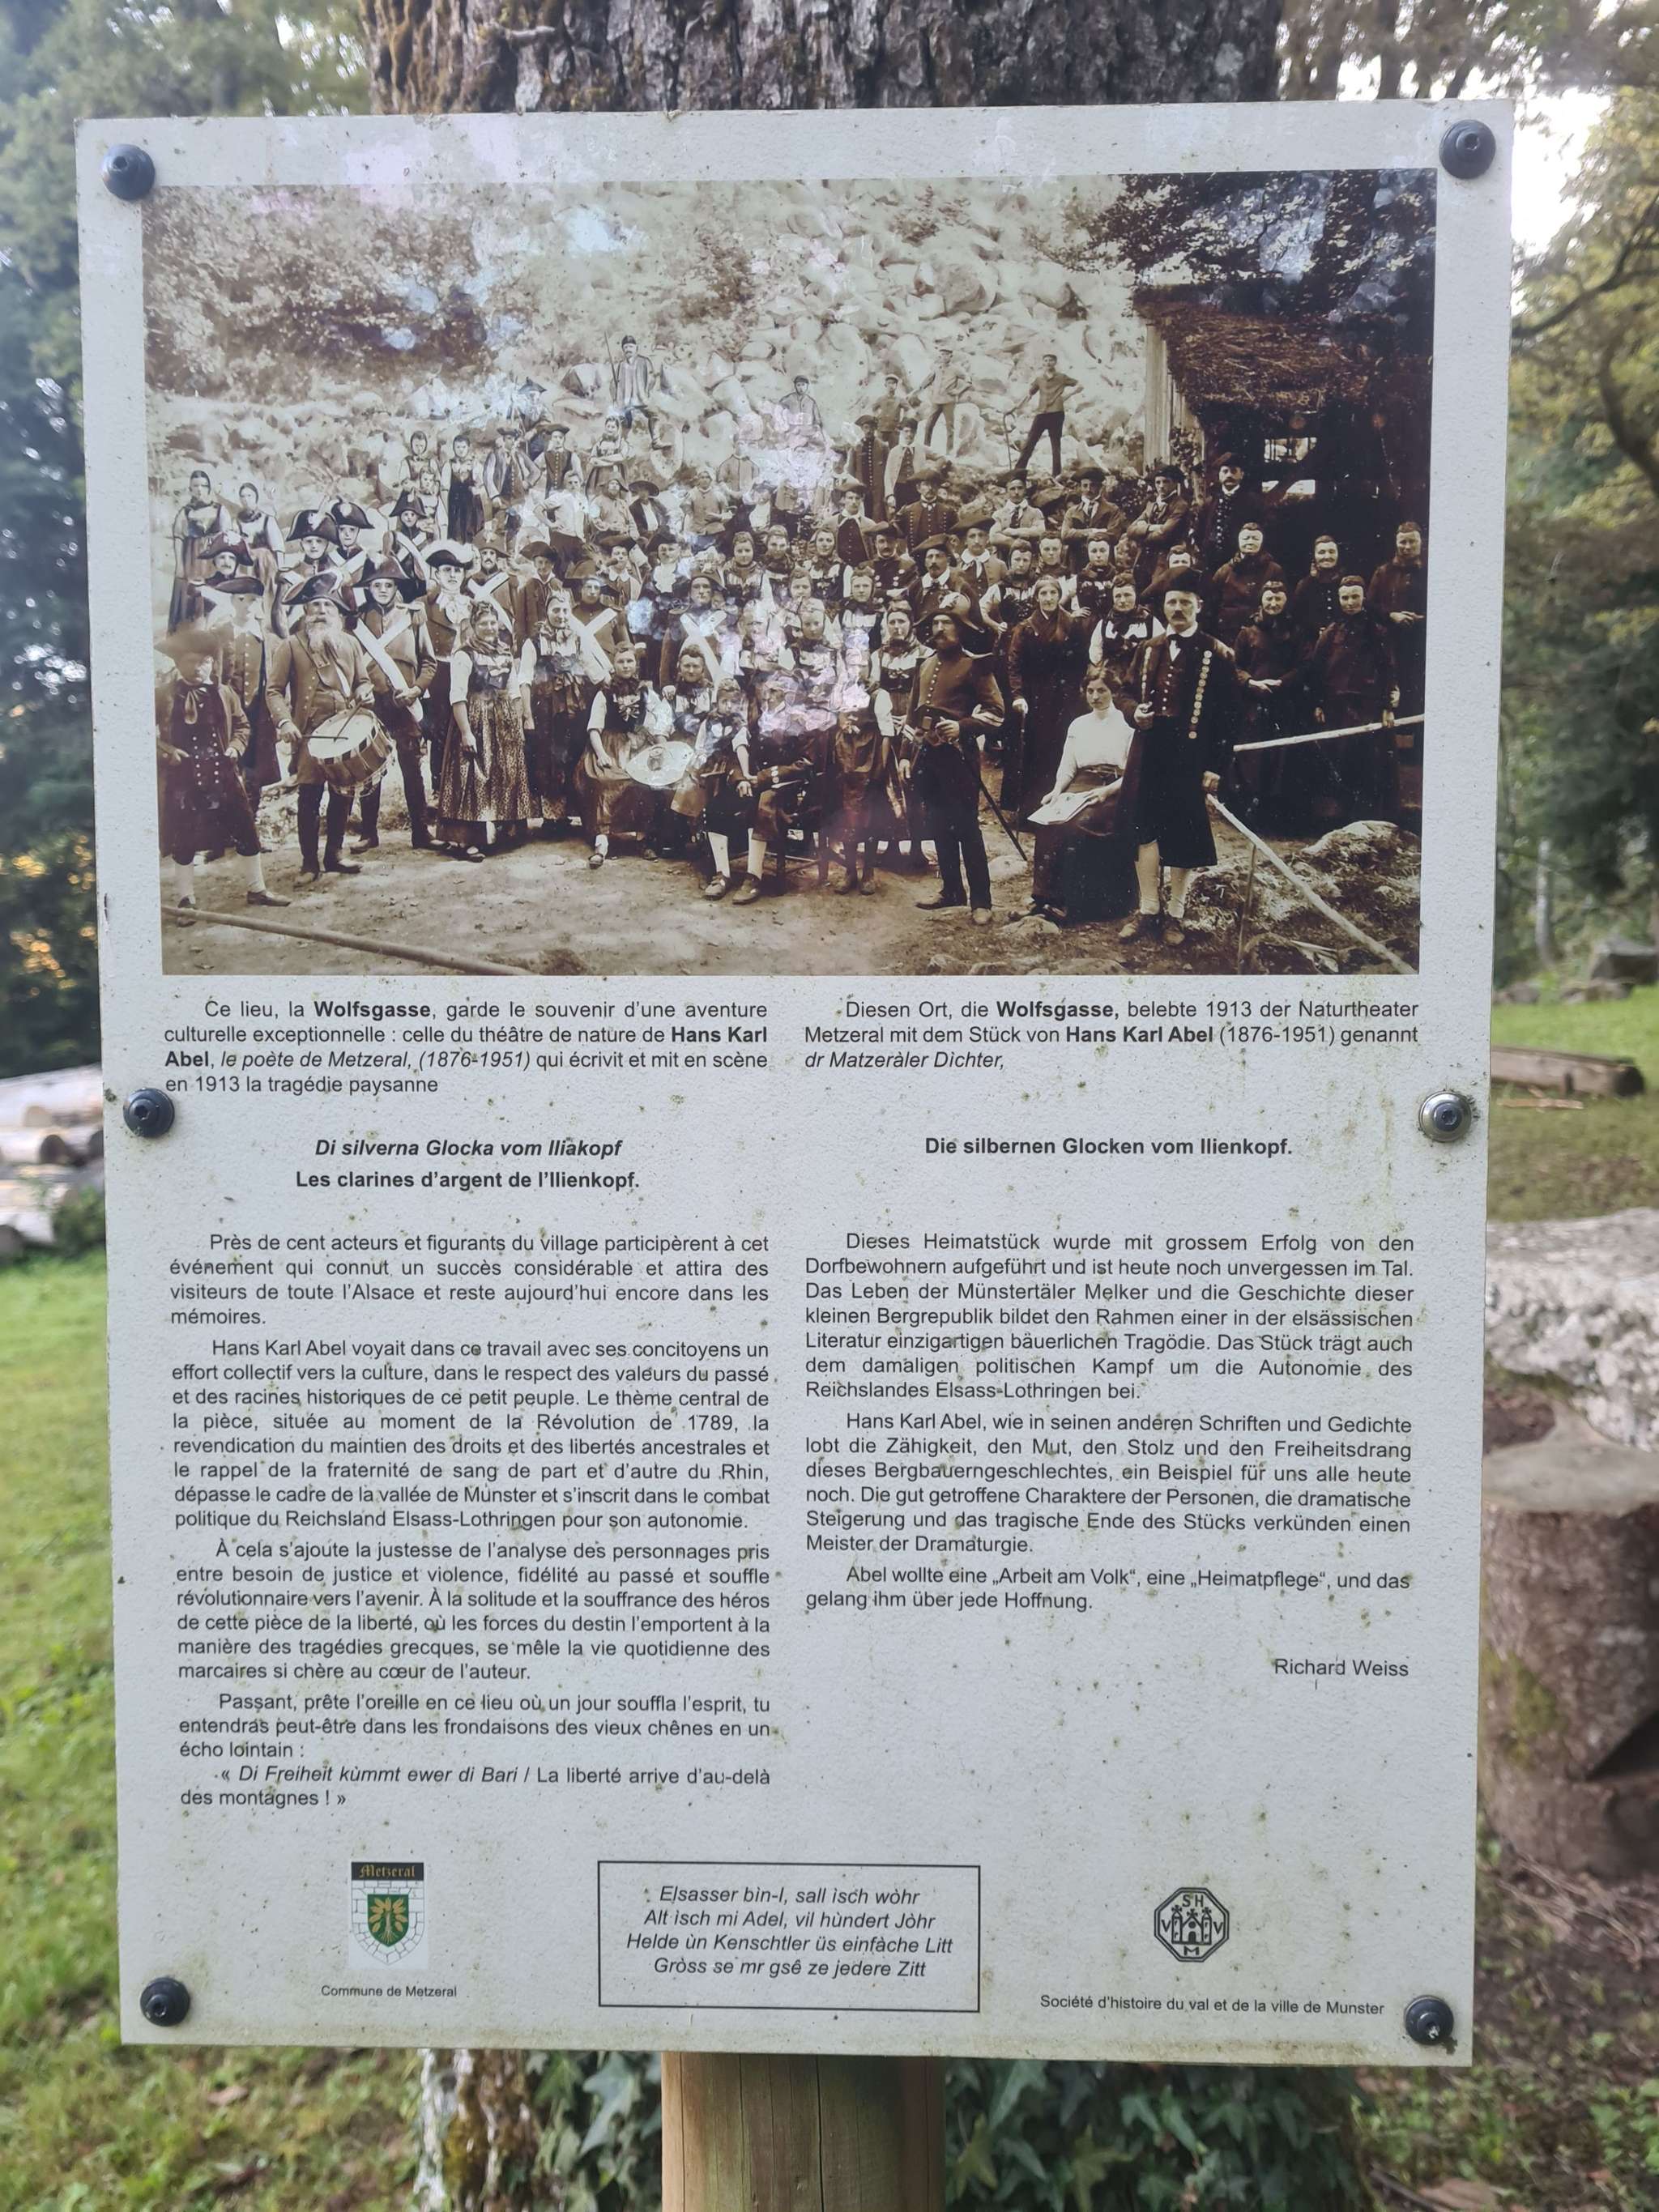 Ce lieu, la Wolfsgasse, garde le souvenir d'une aventure
culturelle exceptionnelle : celle du théâtre de nature de Hans Karl
Abel, le poète de Metzeral, (1876-1951) qui écrivit et mit en scène
en 1913 la tragédie paysanne
Di silverna Glocka vom Iliakopf
Les clarines d'argent de l'Ilienkopf.
Près de cent acteurs et figurants du village participèrent à cet
événement qui connut un succès considérable et attira des
visiteurs de toute l'Alsace et reste aujourd'hui encore dans les
mémoires.
Hans Karl Abel voyait dans ce travail avec ses concitoyens un
effort collectif vers la culture, dans le respect des valeurs du passé
et des racines historiques de ce petit peuple. Le thème central de
la pièce, située au moment de la Révolution de 1789, la
revendication du maintien des droits et des libertés ancestrales et
le rappel de la fraternité de sang de part et d'autre du Rhin,
dépasse le cadre de la vallée de Munster et s'inscrit dans le combat
politique du Reichsland Elsass-Lothringen pour son autonomie.
À cela s'ajoute la justesse de l'analyse des personnages pris
entre besoin de justice et violence, fidélité au passé et souffle
révolutionnaire vers l'avenir. À la solitude et la souffrance des héros
de cette pièce de la liberté, où les forces du destin l'emportent à la
manière des tragédies grecques, se mêle la vie quotidienne des
marcaires si chère au cœur de l'auteur.
Passant, prête l'oreille en ce lieu où un jour souffla l'esprit, tu
entendras peut-être dans les frondaisons des vieux chênes en un
écho lointain :
« Di Freiheit kùmmt ewer di Bari / La liberté arrive d'au-delà
des montagnes ! »
Diesen Ort, die Wolfsgasse, belebte 1913 der Naturtheater
Metzeral mit dem Stück von Hans Karl Abel (1876-1951) genannt
dr Matzeràler Dìchter,
Die silbernen Glocken vom Ilienkopf.
Dieses Heimatstück wurde mit grossem Erfolg von den
Dorfbewohnern aufgeführt und ist heute noch unvergessen im Tal.
Das Leben der Münstertäler Melker und die Geschichte dieser
kleinen Bergrepublik bildet den Rahmen einer in der elsässischen
Literatur einzigartigen bäuerlichen Tragödie. Das Stück trägt auch
dem damaligen politischen Kampf um die Autonomie des
Reichslandes Elsass-Lothringen bei.
Hans Karl Abel, wie in seinen anderen Schriften und Gedichte
lobt die Zähigkeit, den Mut, den Stolz und den Freiheitsdrang
dieses Bergbauerngeschlechtes, ein Beispiel für uns alle heute
noch. Die gut getroffene Charaktere der Personen, die dramatische
Steigerung und das tragische Ende des Stücks verkünden einen
Meister der Dramaturgie.
Abel wollte eine „Arbeit am Volk“, eine „Heimatpflege“, und das
gelang ihm über jede Hoffnung.
Richard Weiss
Metzeral
Commune de Metzeral
Elsasser bìn-I, sall ìsch wòhr
Alt ìsch mi Adel, vil hùndert Jòhr
Helde ùn Kenschtler üs einfàche Litt
Gròss se mr gsê ze jedere Zitt
SH
V V
M
Société d'histoire du val et de la ville de Munster